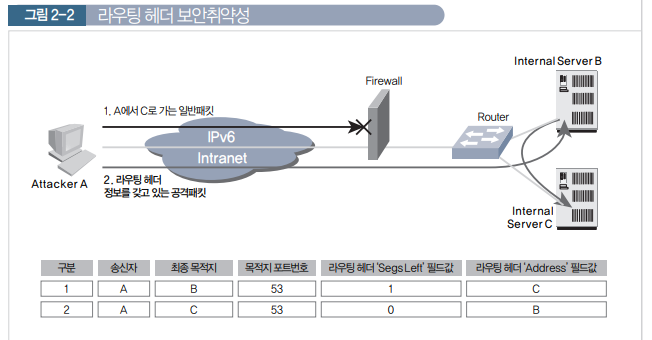 그림 2-2 라우팅 헤더 보안취약성
Internal Server B
Firewall
1. A에서 C로 가는 일반패킷
Router
IPv6
Intranet
Attacker A
2. 라우팅 헤더
정보를 갖고 있는 공격패킷
Internal
Server C
구분 송신자 최종 목적지 목적지 포트번호 라우팅 헤더 ‘Segs Left’ 필드값 라우팅 헤더 ‘Address’ 필드값
1 A B 53 1 C
2 A C 53 0 B